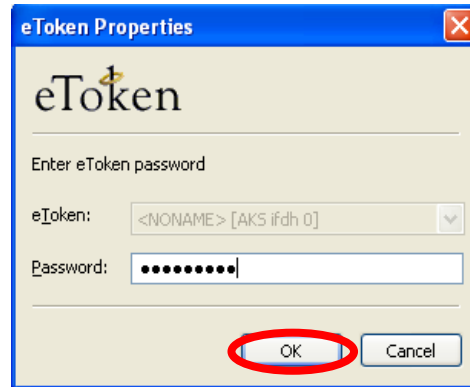 eToken Properties
eToken
Enter eToken password
eToken: <NONAME> [AKS ifdh 0]
Password: •••••••••
OK Cancel